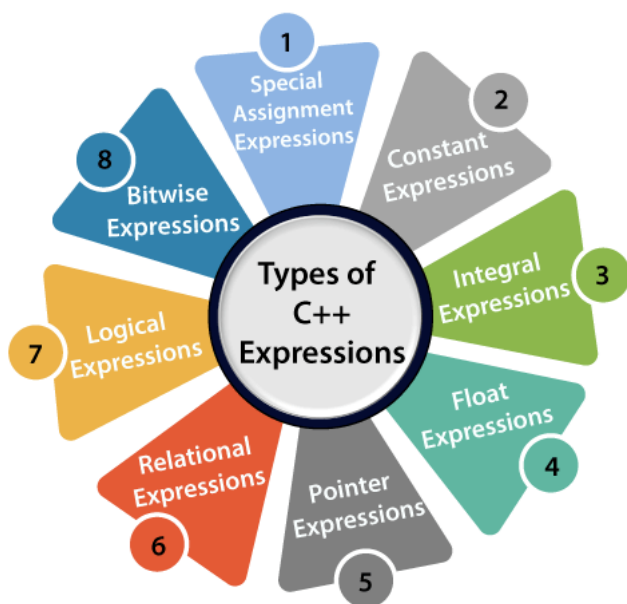 Types of
C++
Expressions
1
Special
Assignment
Expressions
2
Constant
Expressions
3
Integral
Expressions
4
Float
Expressions
5
Pointer
Expressions
6
Relational
Expressions
7
Logical
Expressions
8
Bitwise
Expressions